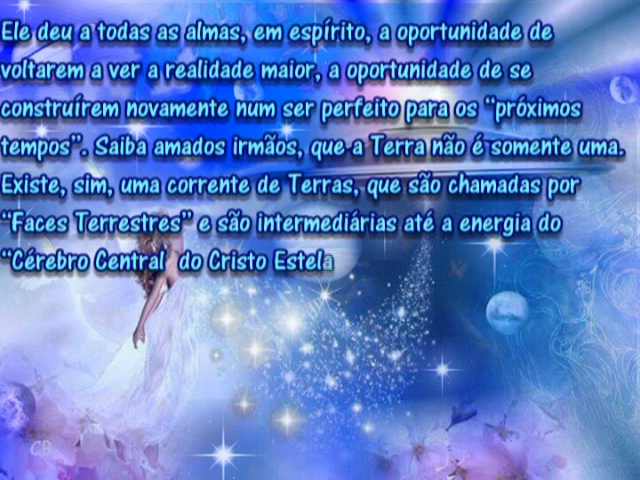 Ele deu a todas as almas, em espírito, a oportunidade de
voltarem a ver a realidade maior, a oportunidade de se
construírem novamente num ser perfeito para os “próximos
tempos”. Saiba amados irmãos, que a Terra não é somente uma.
Existe, sim, uma corrente de Terras, que são chamadas por
“Faces Terrestres” e são intermediárias até a energia do
“Cérebro Central do Cristo Estela
CB